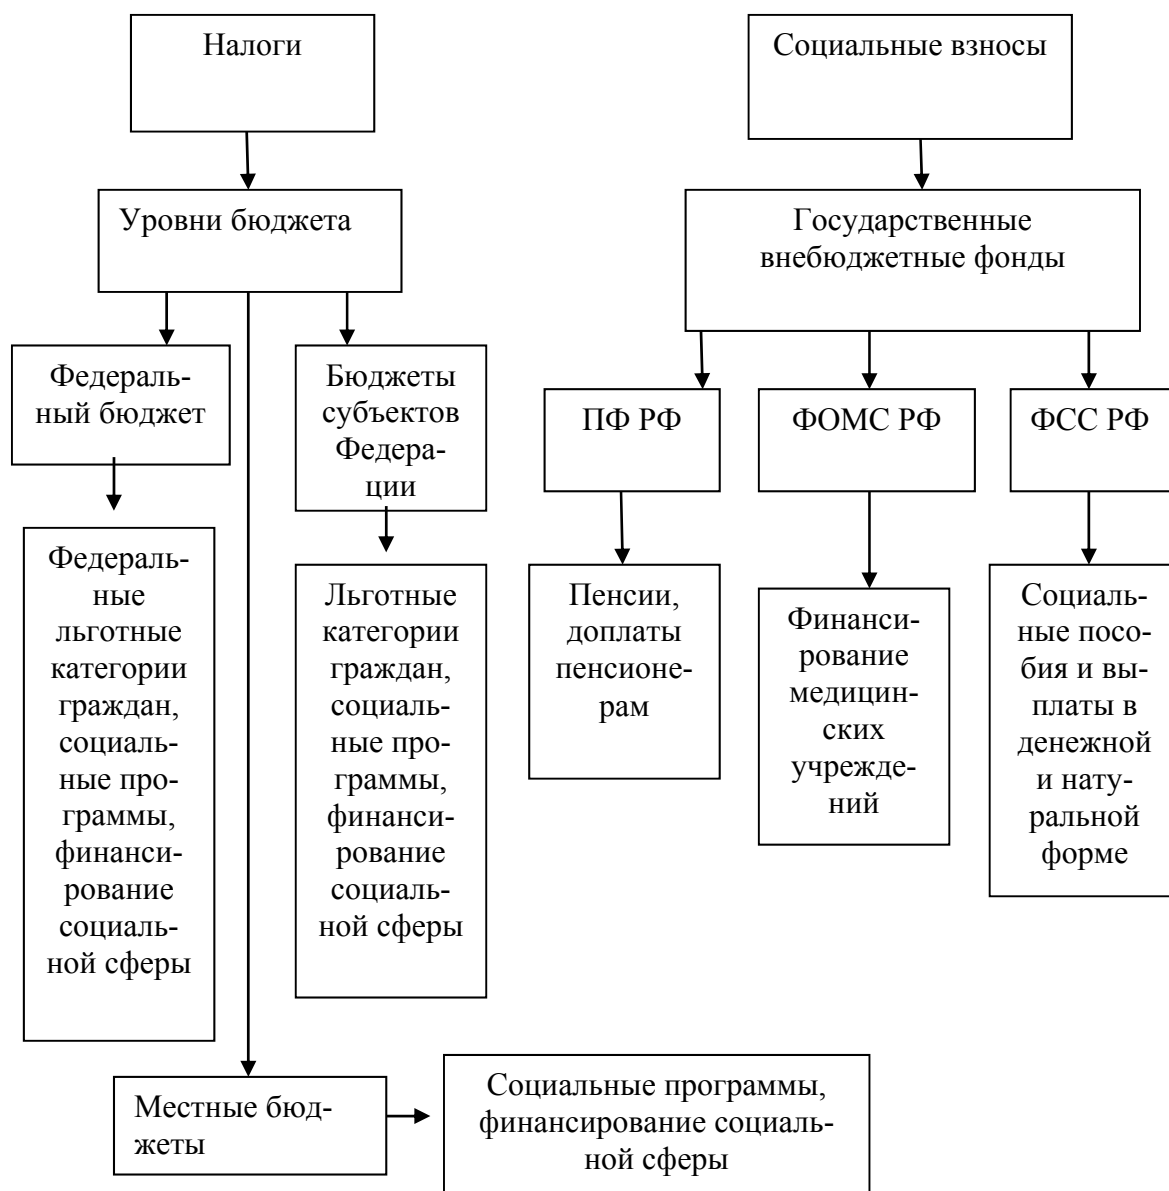 Налоги
Социальные взносы
Уровни бюджета
Государственные
внебюджетные фонды
Федераль-
ный бюджет
Бюджеты
субъектов
Федера-
ции
ПФ РФ
ФОМС РФ
ФСС РФ
Федераль-
ные
льготные
категории
граждан,
социаль-
ные про-
граммы,
финанси-
рование
социаль-
ной сферы
Льготные
категории
граждан,
социаль-
ные про-
граммы,
финанси-
рование
социаль-
ной сферы
Пенсии,
доплаты
пенсионе-
рам
Финанси-
рование
медицин-
ских
учрежде-
ний
Социаль-
ные посо-
бия и вы-
платы в
денежной
и нату-
ральной
форме
Местные бюд-
жеты
Социальные программы,
финансирование социаль-
ной сферы